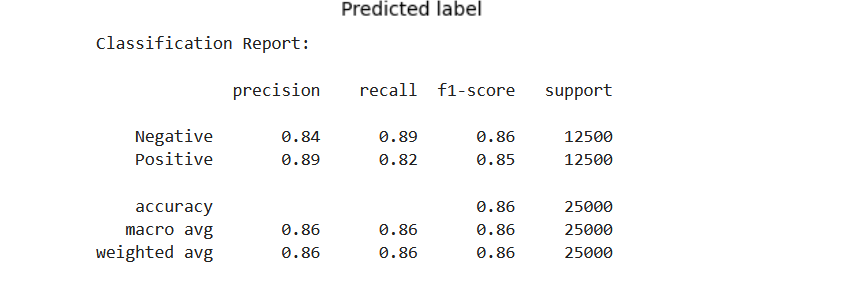 Predicted label
Classification Report:
precision recall f1-score support
Negative 0.84 0.89 0.86 12500
Positive 0.89 0.82 0.85 12500
accuracy 0.86 25000
macro avg 0.86 0.86 0.86 25000
weighted avg 0.86 0.86 0.86 25000